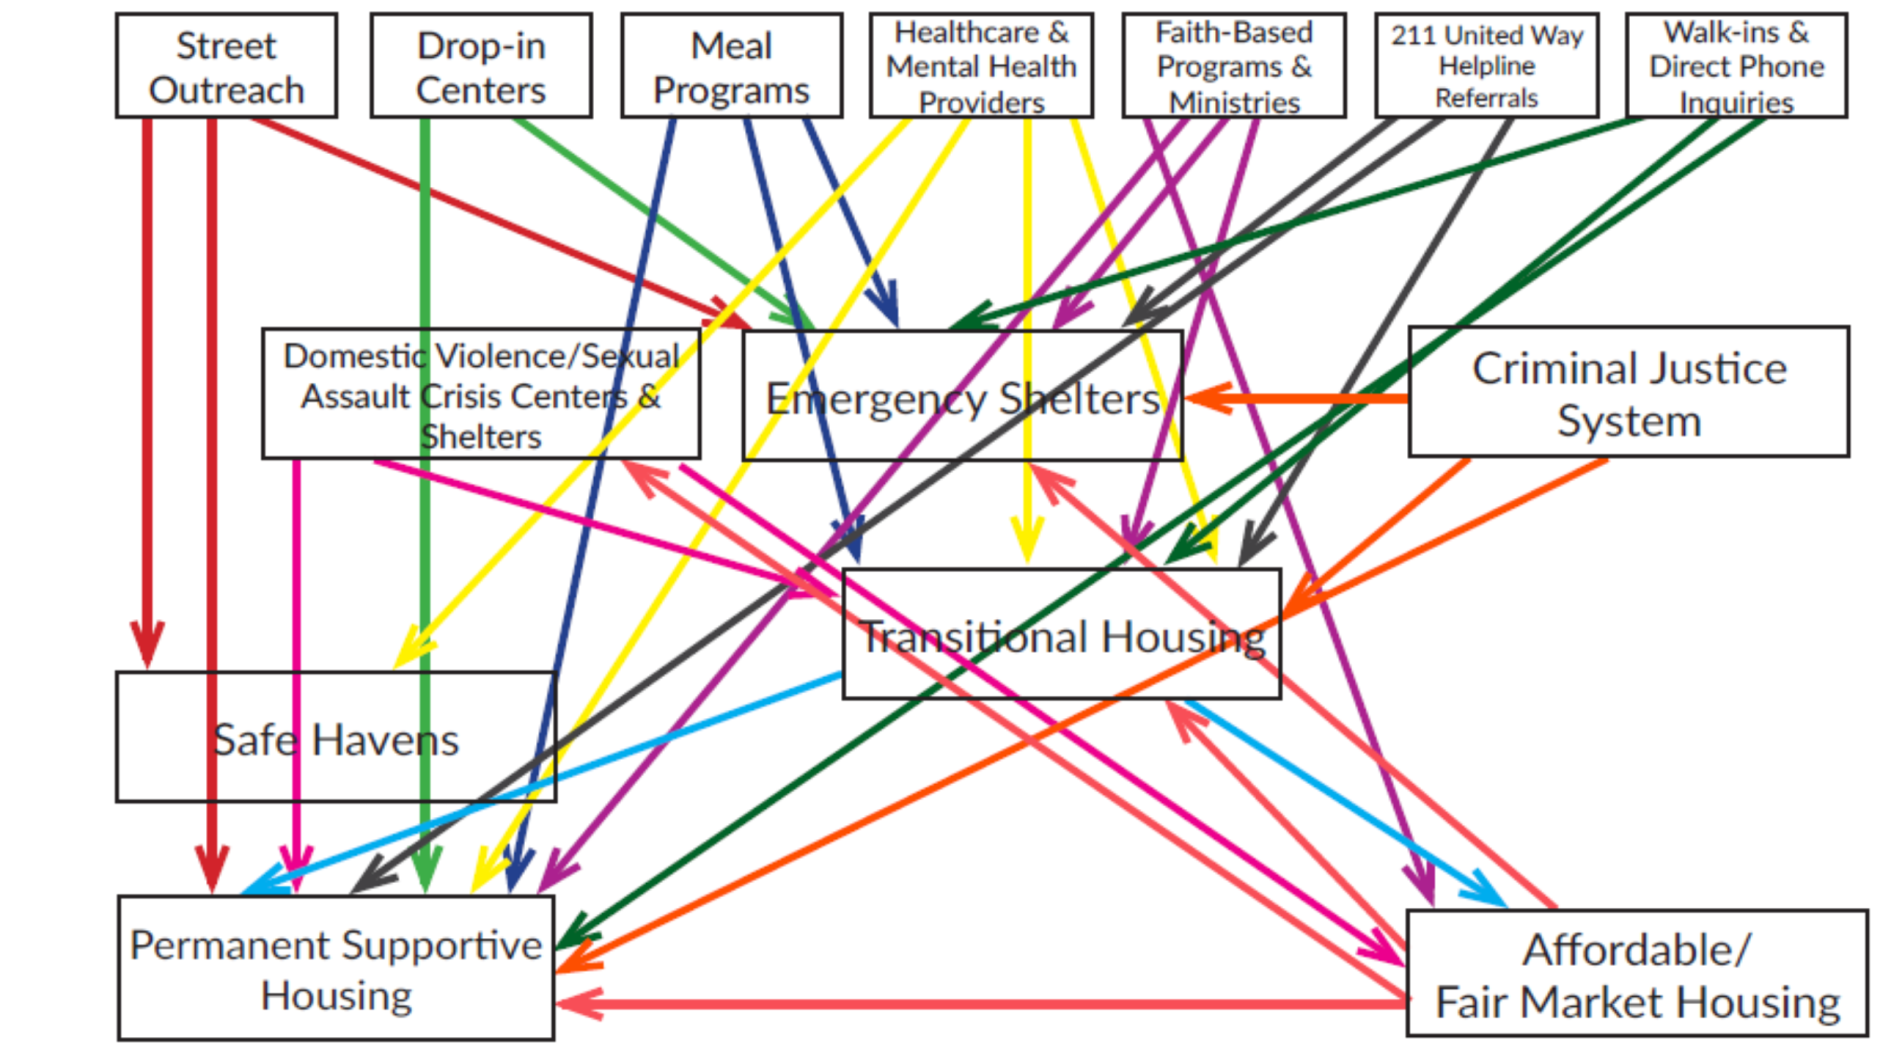 Street
Outreach
Drop-in
Centers
Meal
Programs
Healthcare &
Mental Health
Providers
Faith-Based
Programs &
Ministries
211 United Way
Helpline
Referrals
Walk-ins &
Direct Phone
Inquiries
Domestic Violence/Sexual
Assault Crisis Centers &
Shelters
Emergency Shelters
Criminal Justice
System
Transitional Housing
Safe Havens
Permanent Supportive
Housing
Affordable/
Fair Market Housing